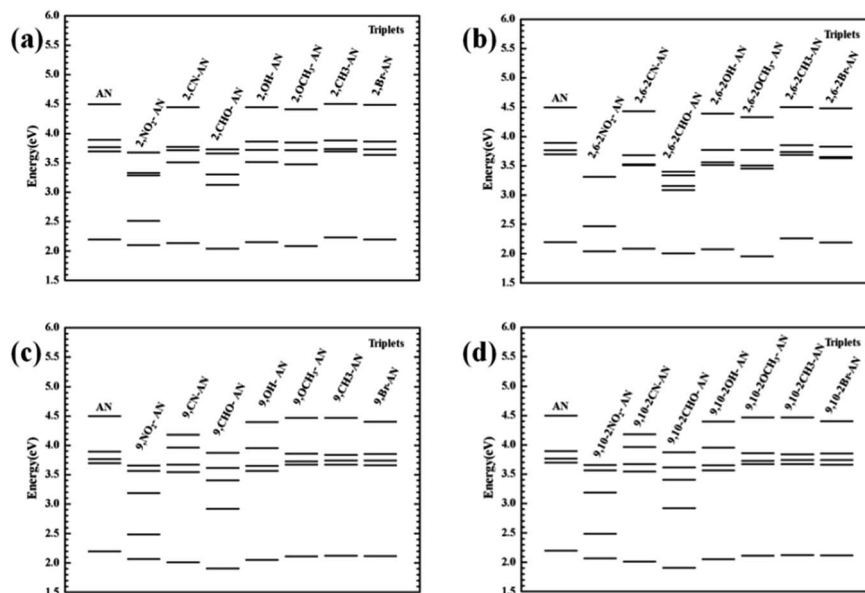 (a)
Triplets
AN
2,NO2- AN
2,CN-AN
2,CHO- AN
2,OH- AN
2,OCH3- AN
2,CH3-AN
2,Br-AN
Energy(eV)
6.0
5.5
5.0
4.5
4.0
3.5
3.0
2.5
2.0
1.5
(b)
Triplets
AN
2,6-2NO2- AN
2,6-2CN-AN
2,6-2CHO- AN
2,6-2OH- AN
2,6-2OCH3- AN
2,6-2CH3-AN
2,6-2Br-AN
Energy(eV)
6.0
5.5
5.0
4.5
4.0
3.5
3.0
2.5
2.0
1.5
(c)
Triplets
AN
9,NO2- AN
9,CN-AN
9,CHO- AN
9,OH- AN
9,OCH3- AN
9,CH3-AN
9,Br-AN
Energy(eV)
6.0
5.5
5.0
4.5
4.0
3.5
3.0
2.5
2.0
1.5
(d)
Triplets
AN
9,10-2NO2- AN
9,10-2CN-AN
9,10-2CHO- AN
9,10-2OH- AN
9,10-2OCH3- AN
9,10-2CH3-AN
9,10-2Br-AN
Energy(eV)
6.0
5.5
5.0
4.5
4.0
3.5
3.0
2.5
2.0
1.5